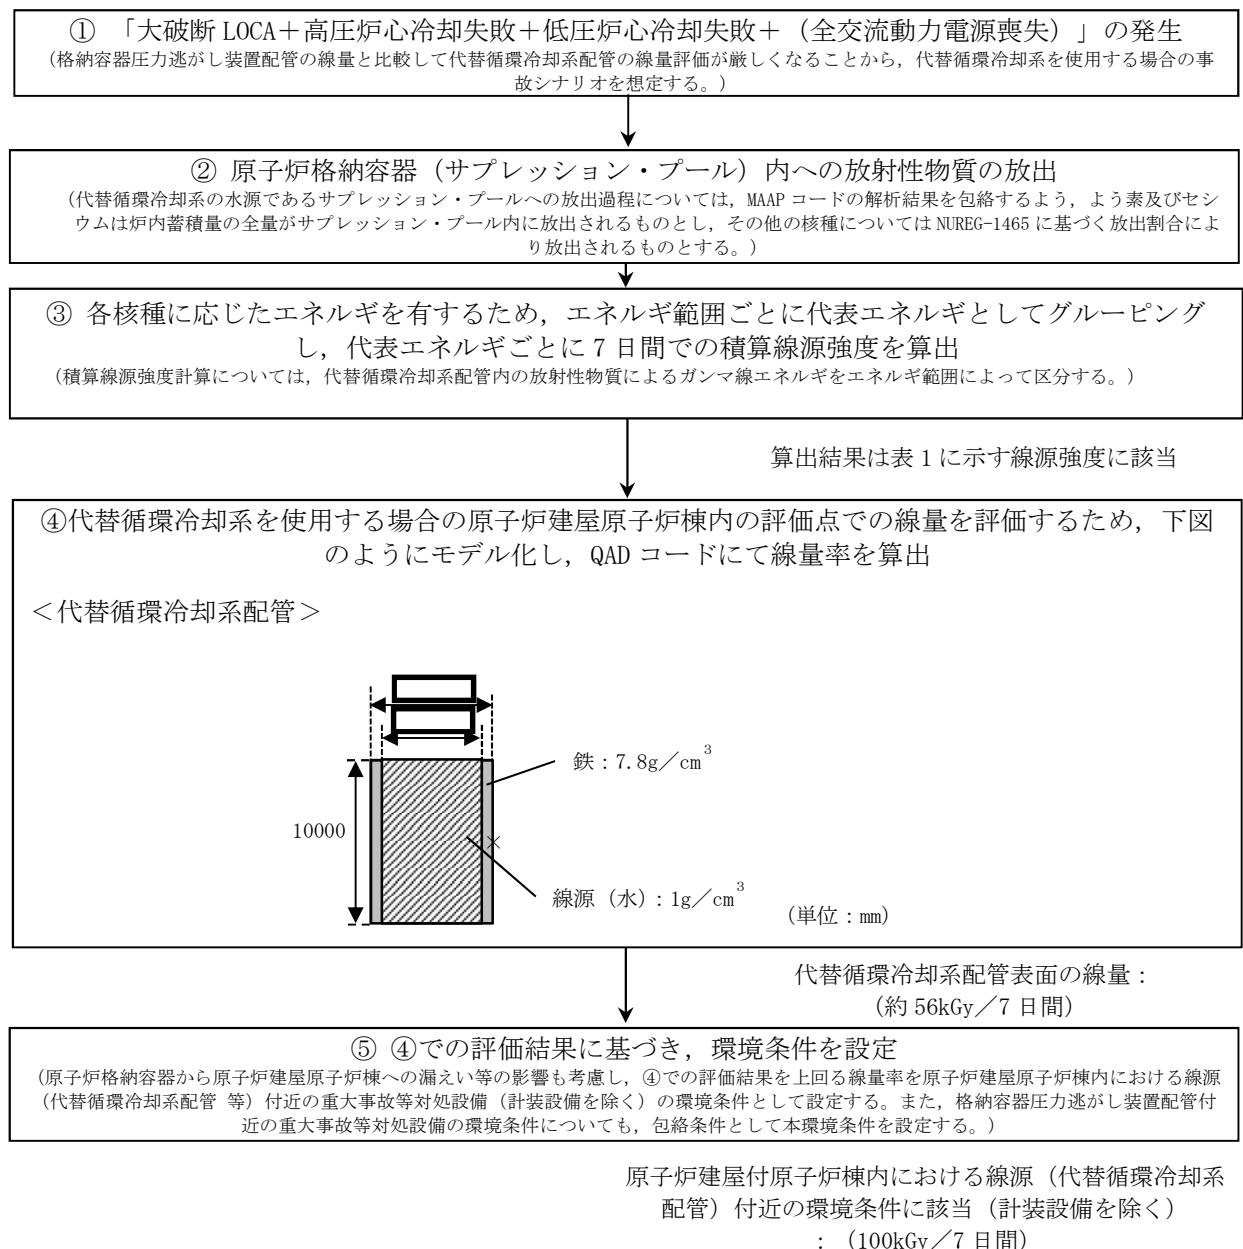 ① 「大破断 LOCA＋高圧炉心冷却失敗＋低圧炉心冷却失敗＋（全交流動力電源喪失）」の発生
（格納容器圧力逃がし装置配管の線量と比較して代替循環冷却系配管の線量評価が厳しくなることから，代替循環冷却系を使用する場合の事
故シナリオを想定する。）
② 原子炉格納容器（サプレッション・プール）内への放射性物質の放出
（代替循環冷却系の水源であるサプレッション・プールへの放出過程については，MAAP コードの解析結果を包絡するよう，よう素及びセシ
ウムは炉内蓄積量の全量がサプレッション・プール内に放出されるものとし，その他の核種については NUREG-1465 に基づく放出割合によ
り放出されるものとする。）
③ 各核種に応じたエネルギを有するため，エネルギ範囲ごとに代表エネルギとしてグルーピング
し，代表エネルギごとに 7 日間での積算線源強度を算出
（積算線源強度計算については，代替循環冷却系配管内の放射性物質によるガンマ線エネルギをエネルギ範囲によって区分する。）
算出結果は表 1 に示す線源強度に該当
④代替循環冷却系を使用する場合の原子炉建屋原子炉棟内の評価点での線量を評価するため，下図
のようにモデル化し，QAD コードにて線量率を算出
＜代替循環冷却系配管＞
鉄：7.8g／cm³
10000
線源（水）：1g／cm³
（単位：mm）
代替循環冷却系配管表面の線量：
（約 56kGy／7 日間）
⑤ ④での評価結果に基づき，環境条件を設定
（原子炉格納容器から原子炉建屋原子炉棟への漏えい等の影響も考慮し，④での評価結果を上回る線量率を原子炉建屋原子炉棟内における線源
（代替循環冷却系配管 等）付近の重大事故等対処設備（計装設備を除く）の環境条件として設定する。また，格納容器圧力逃がし装置配管付
近の重大事故等対処設備の環境条件についても，包絡条件として本環境条件を設定する。）
原子炉建屋付原子炉棟内における線源（代替循環冷却系
配管）付近の環境条件に該当（計装設備を除く）
：（100kGy／7 日間）